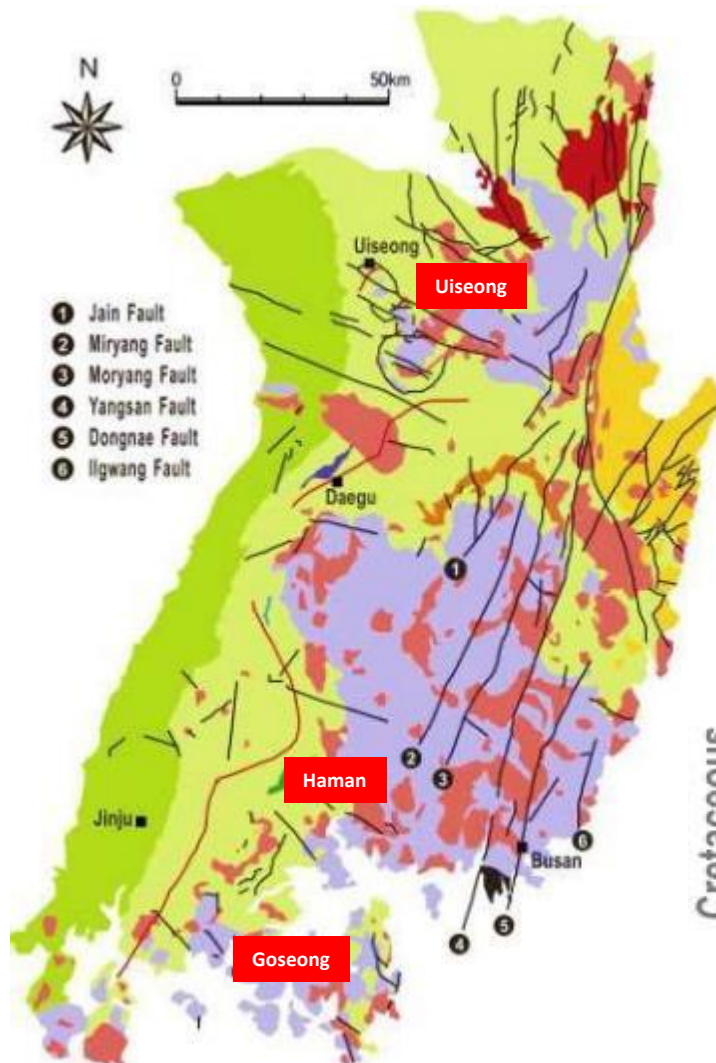 N
0 50km
Uiseong
Uiseong
1 Jain Fault
2 Miryang Fault
3 Moryang Fault
4 Yangsan Fault
5 Dongnae Fault
6 Ilgwang Fault
Daegu
1
2
3
Haman
Jinju
6
Busan
4
5
Goseong
Cretaceous